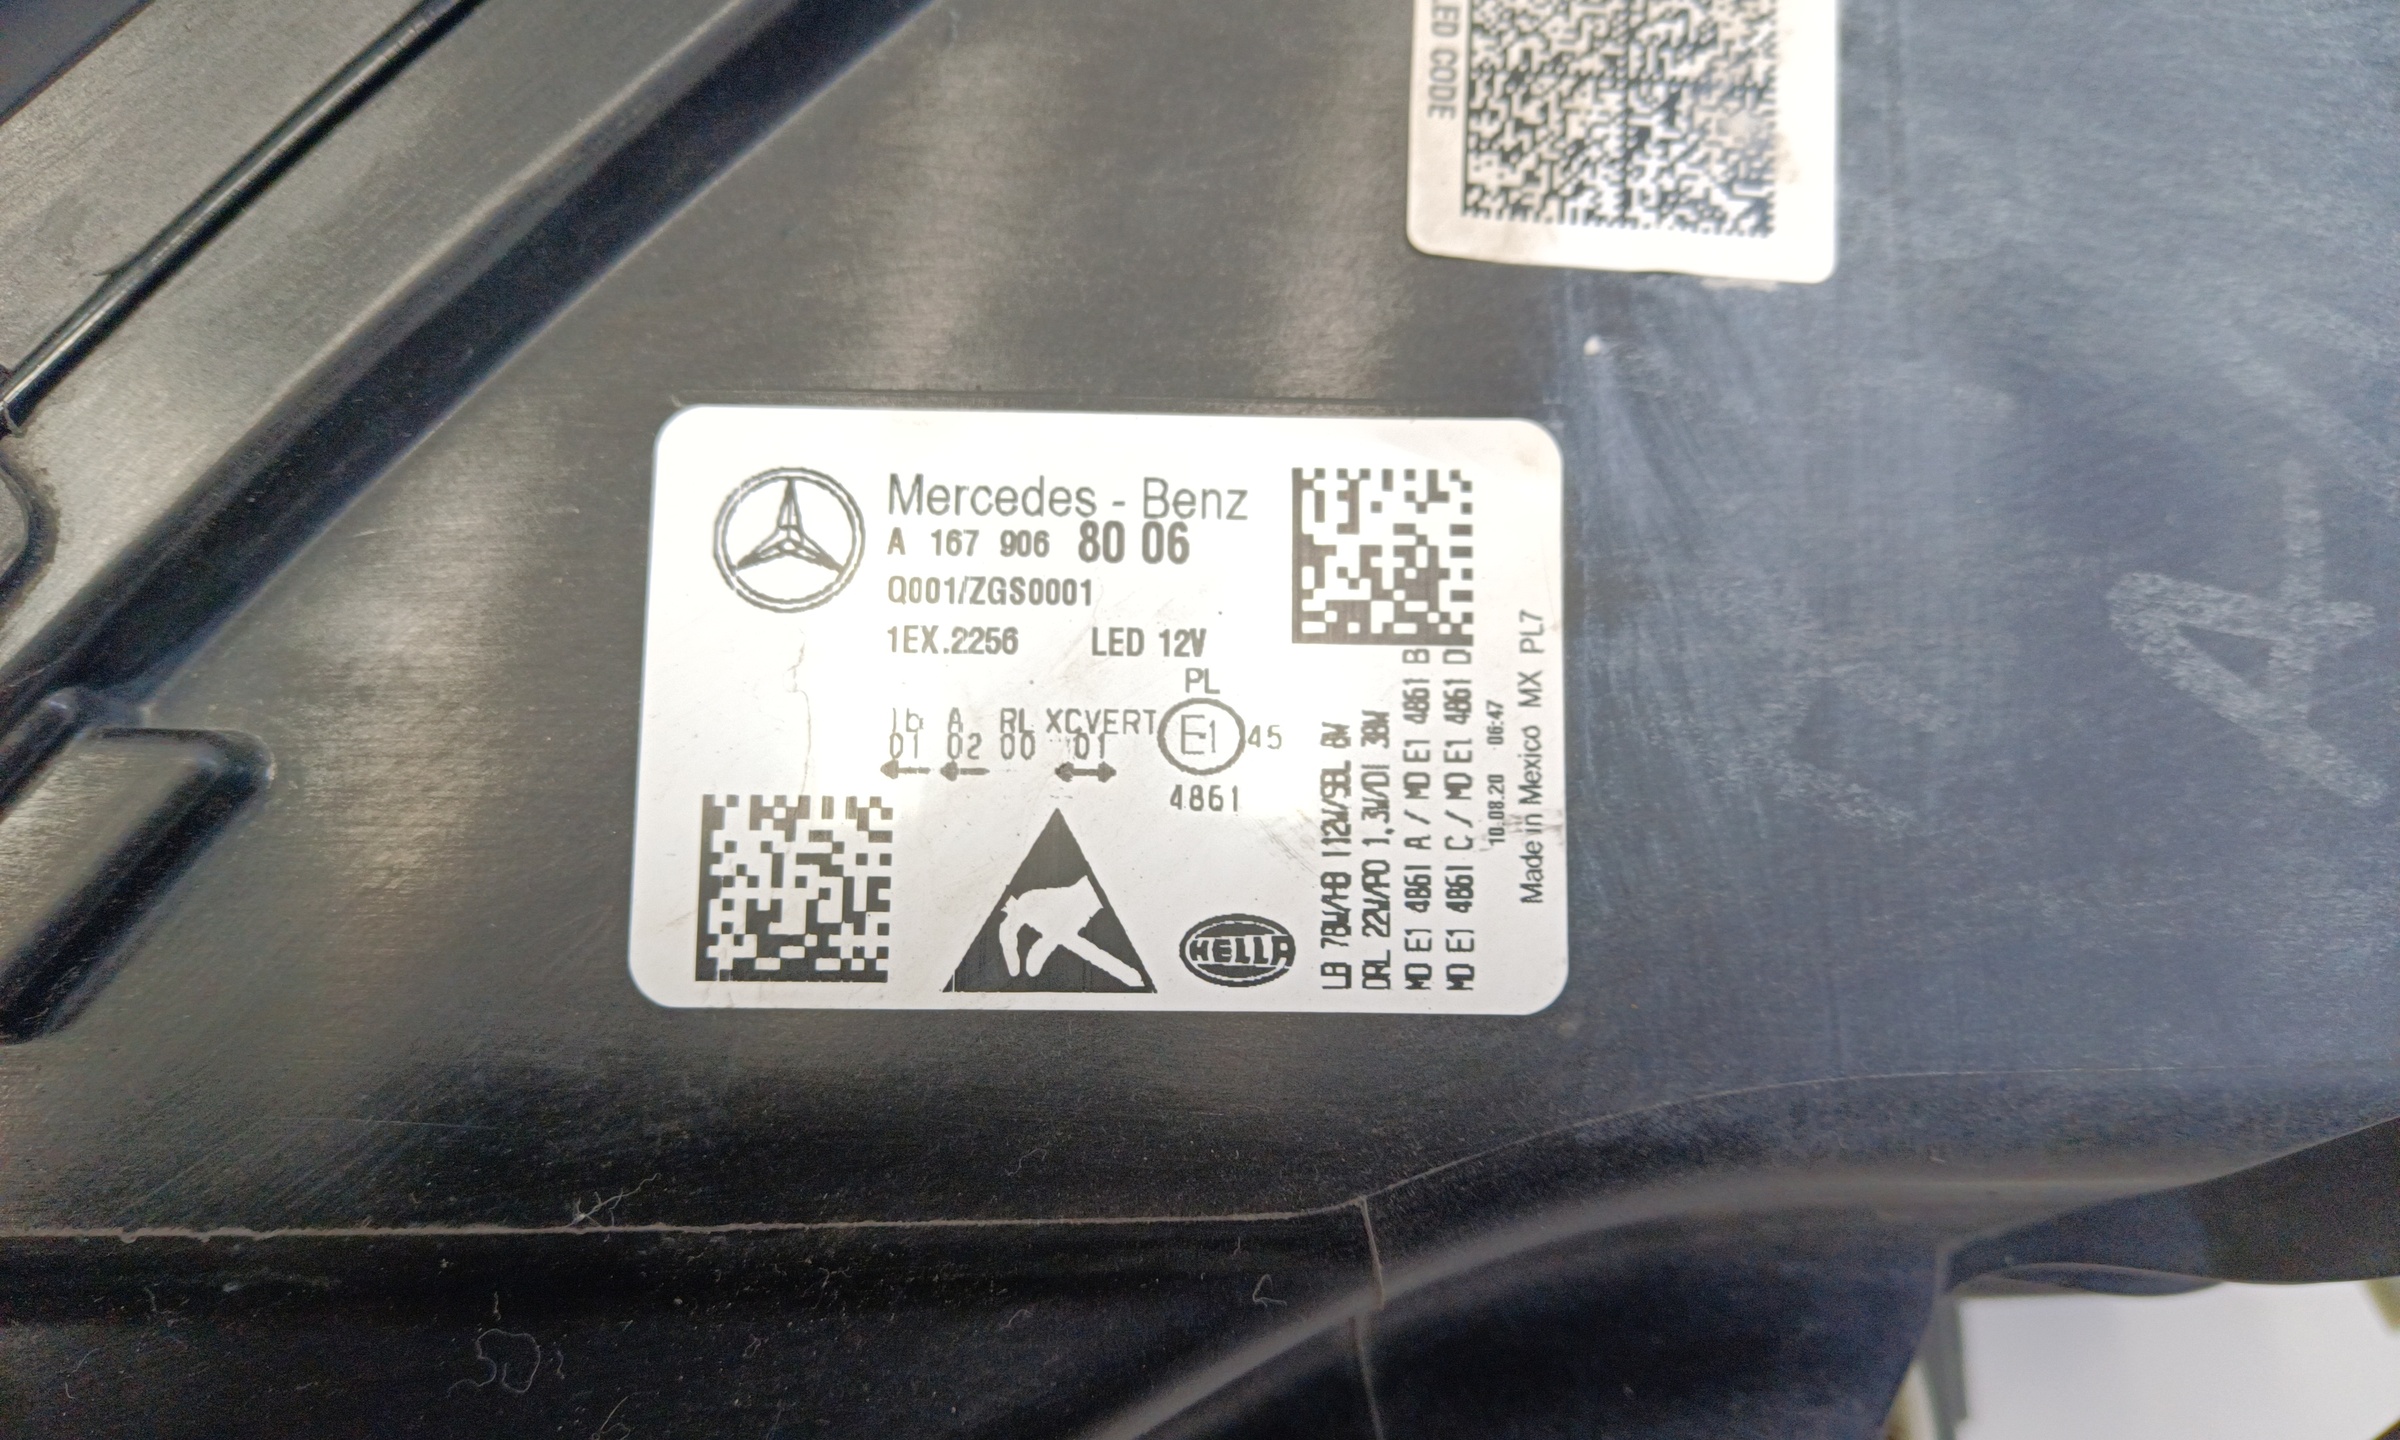 LED CODE
Mercedes - Benz
A 167 906 80 06
Q001/ZGS0001
1EX.2256 LED 12V
PL
1b A RL XCVERT
01 02 00 01
E1 45
4861
HELLA
LB 78W/HB 112W/SBL 8W
DRL 22W/PO 1,3W/DI 38W
MD E1 4861 A / MD E1 4861 B
MD E1 4861 C / MD E1 4861 D
10.08.20 06:47
Made in Mexico MX PL7